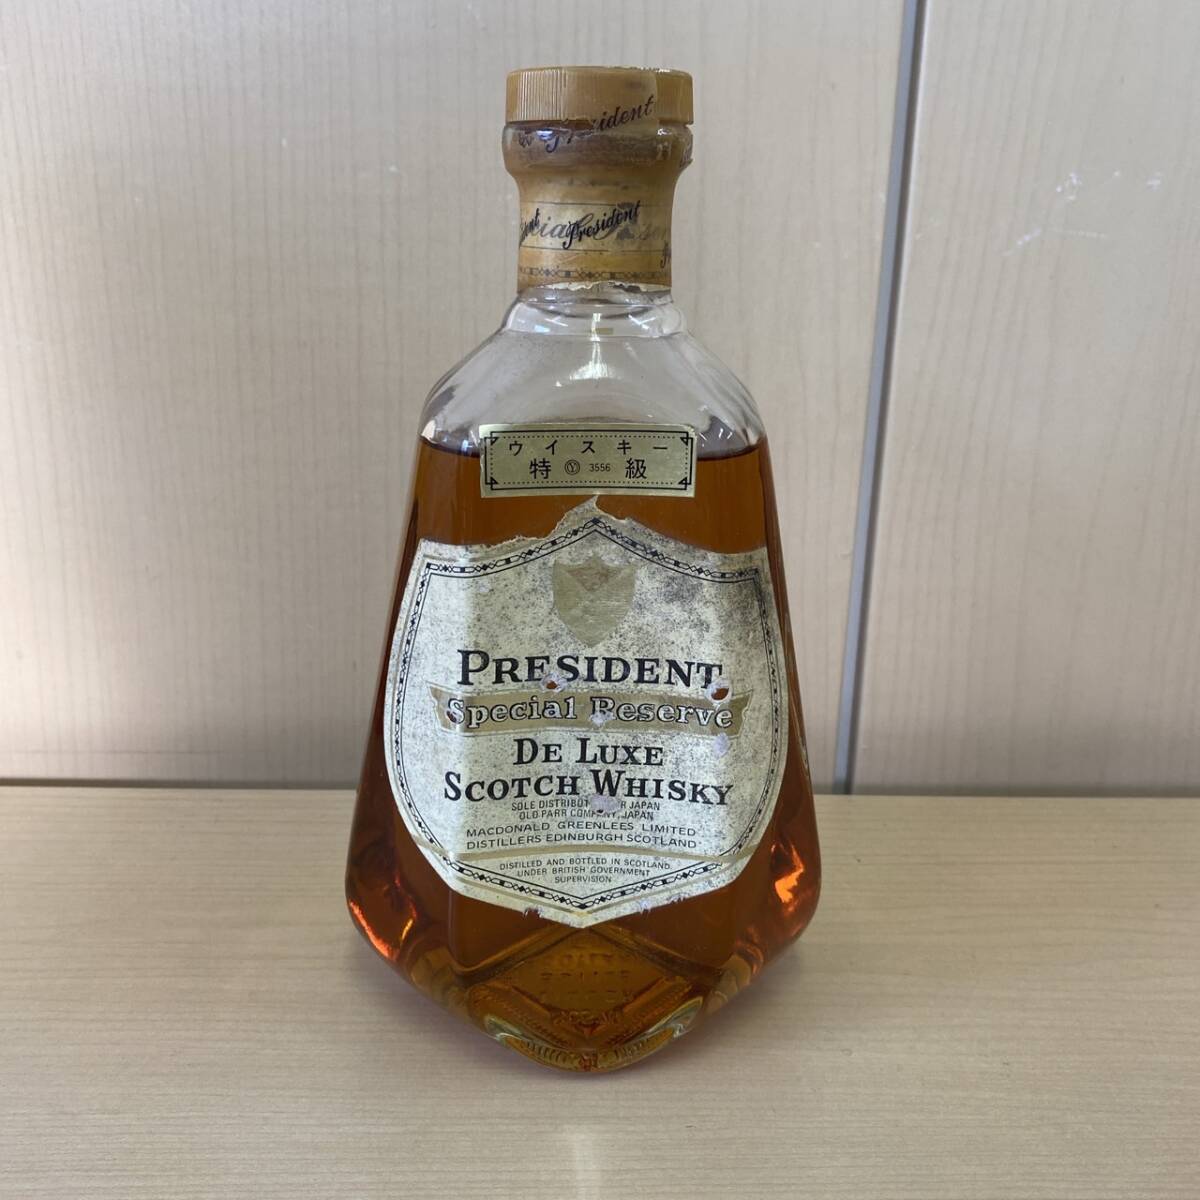 President
President
ウイスキー
特 Ⓨ 3556 級
PRESIDENT
Special Reserve
DE LUXE
SCOTCH WHISKY
SOLE DISTRIBUT R JAPAN
OLD PARR COMPANY, JAPAN
MACDONALD GREENLEES LIMITED
DISTILLERS EDINBURGH SCOTLAND
DISTILLED AND BOTTLED IN SCOTLAND
UNDER BRITISH GOVERNMENT
SUPERVISION